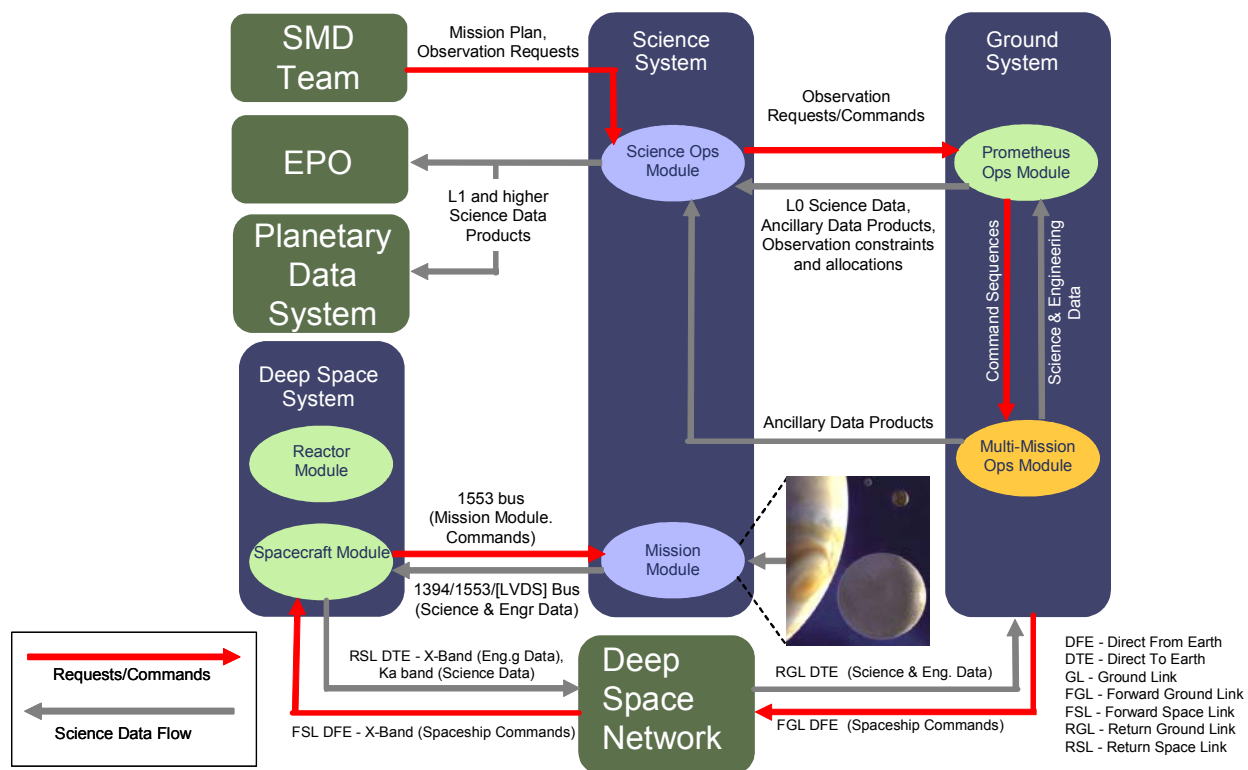 SMD
Team
Mission Plan,
Observation Requests
Science
System
Ground
System
EPO
Science Ops
Module
Observation
Requests/Commands
Prometheus
Ops Module
L1 and higher
Science Data
Products
L0 Science Data,
Ancillary Data Products,
Observation constraints
and allocations
Planetary
Data
System
Command Sequences
Science & Engineering
Data
Deep Space
System
Reactor
Module
Ancillary Data Products
Multi-Mission
Ops Module
1553 bus
(Mission Module.
Commands)
Spacecraft Module
Mission
Module
1394/1553/[LVDS] Bus
(Science & Engr Data)
Requests/Commands
Science Data Flow
RSL DTE - X-Band (Eng.g Data),
Ka band (Science Data)
FSL DFE - X-Band (Spaceship Commands)
Deep
Space
Network
RGL DTE (Science & Eng. Data)
FGL DFE (Spaceship Commands)
DFE - Direct From Earth
DTE - Direct To Earth
GL - Ground Link
FGL - Forward Ground Link
FSL - Forward Space Link
RGL - Return Ground Link
RSL - Return Space Link